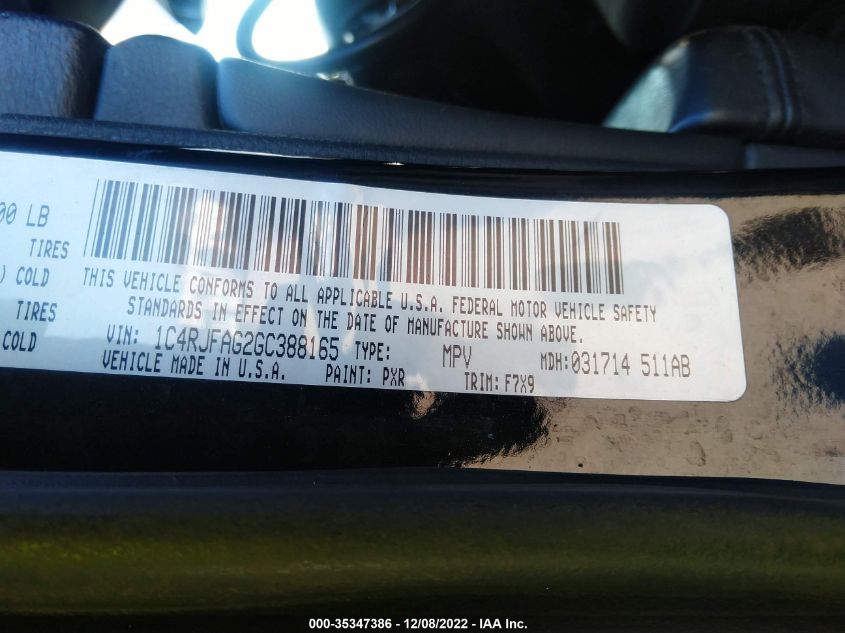 00 LB
TIRES
) COLD
TIRES
COLD
THIS VEHICLE CONFORMS TO ALL APPLICABLE U.S.A. FEDERAL MOTOR VEHICLE SAFETY
STANDARDS IN EFFECT ON THE DATE OF MANUFACTURE SHOWN ABOVE.
VIN: 1C4RJFAG2GC388165 TYPE: MPV MDH:031714 511AB
VEHICLE MADE IN U.S.A. PAINT: PXR TRIM: F7X9
000-35347386 - 12/08/2022 - IAA Inc.